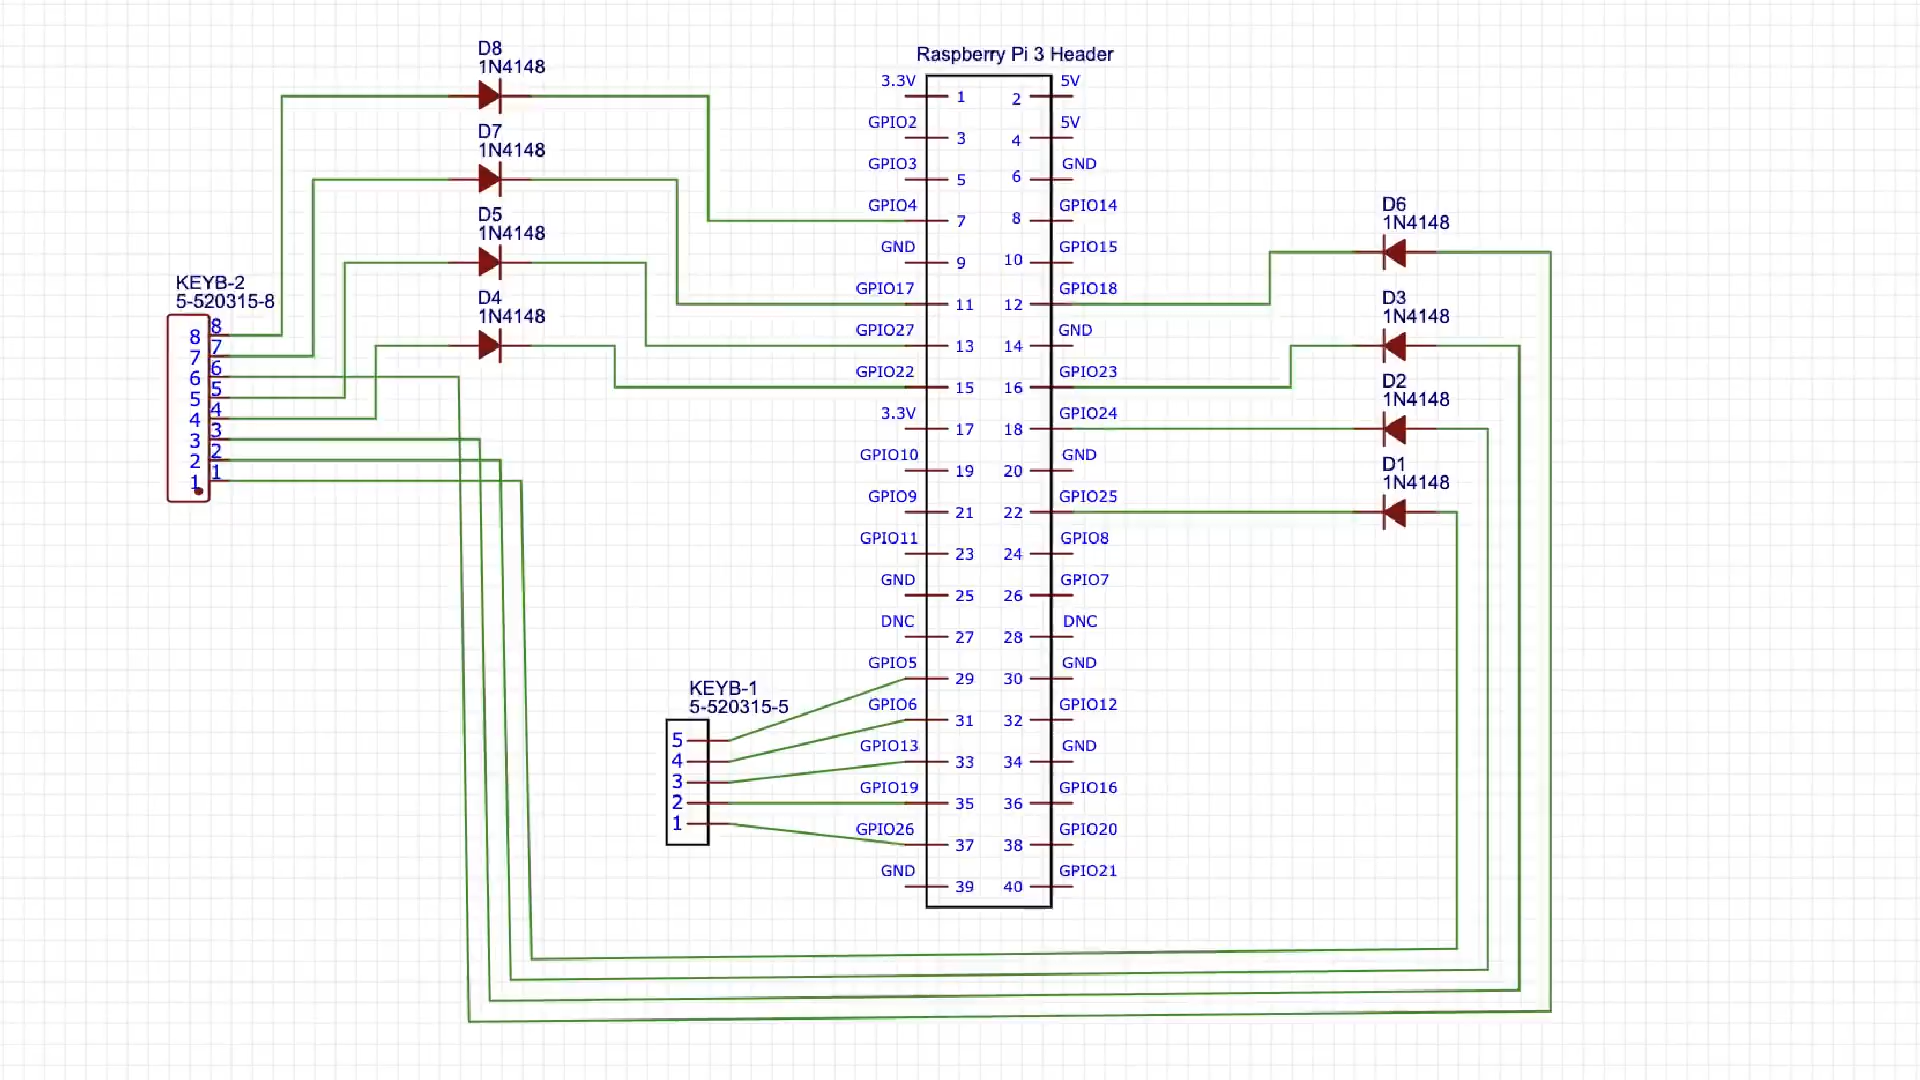 D8
1N4148
D7
1N4148
D5
1N4148
D4
1N4148
KEYB-2
5-520315-8
8 8
7 7
6 6
5 5
4 4
3 3
2 2
1 1
Raspberry Pi 3 Header
3.3V 1 2 5V
GPIO2 3 4 5V
GPIO3 5 6 GND
GPIO4 7 8 GPIO14
GND 9 10 GPIO15
GPIO17 11 12 GPIO18
GPIO27 13 14 GND
GPIO22 15 16 GPIO23
3.3V 17 18 GPIO24
GPIO10 19 20 GND
GPIO9 21 22 GPIO25
GPIO11 23 24 GPIO8
GND 25 26 GPIO7
DNC 27 28 DNC
GPIO5 29 30 GND
GPIO6 31 32 GPIO12
GPIO13 33 34 GND
GPIO19 35 36 GPIO16
GPIO26 37 38 GPIO20
GND 39 40 GPIO21
KEYB-1
5-520315-5
5
4
3
2
1
D6
1N4148
D3
1N4148
D2
1N4148
D1
1N4148